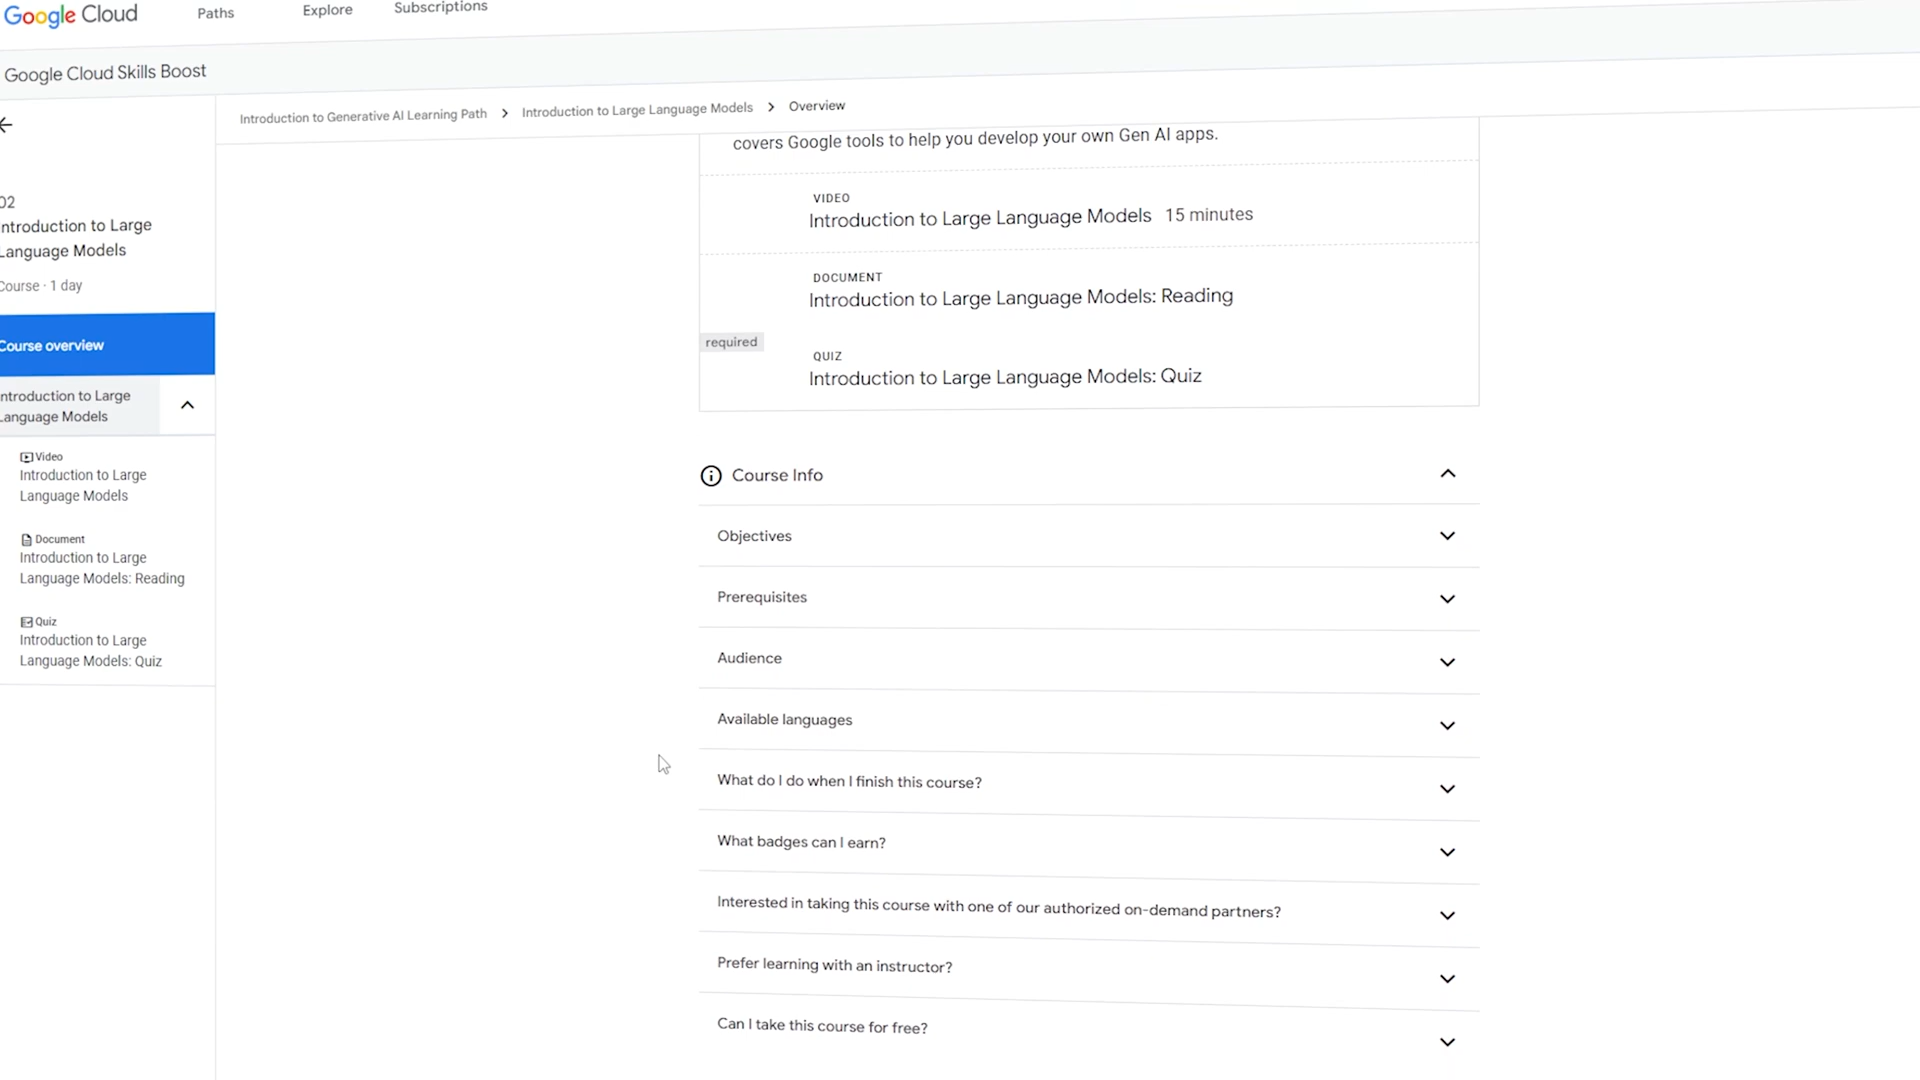 Google Cloud
Paths
Explore
Subscriptions
Google Cloud Skills Boost
Introduction to Generative AI Learning Path > Introduction to Large Language Models > Overview
02
ntroduction to Large
Language Models
Course · 1 day
Course overview
ntroduction to Large
Language Models
Video
Introduction to Large
Language Models
Document
Introduction to Large
Language Models: Reading
Quiz
Introduction to Large
Language Models: Quiz
covers Google tools to help you develop your own Gen AI apps.
VIDEO
Introduction to Large Language Models 15 minutes
DOCUMENT
Introduction to Large Language Models: Reading
required
QUIZ
Introduction to Large Language Models: Quiz
Course Info
Objectives
Prerequisites
Audience
Available languages
What do I do when I finish this course?
What badges can I earn?
Interested in taking this course with one of our authorized on-demand partners?
Prefer learning with an instructor?
Can I take this course for free?